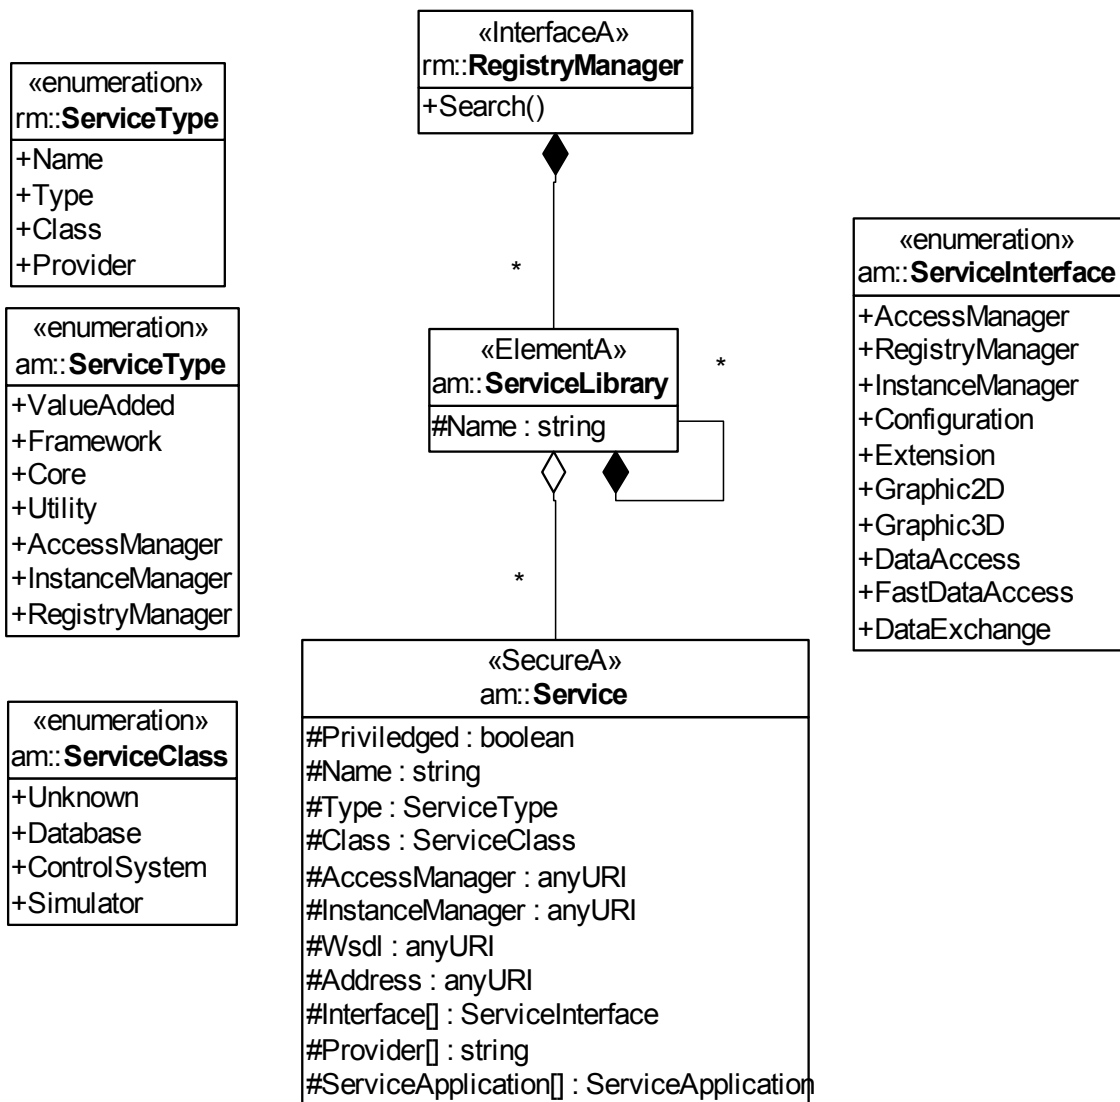 «InterfaceA»
rm::RegistryManager
+Search()
«enumeration»
rm::ServiceType
+Name
+Type
+Class
+Provider
*
«enumeration»
am::ServiceInterface
+AccessManager
+RegistryManager
+InstanceManager
+Configuration
+Extension
+Graphic2D
+Graphic3D
+DataAccess
+FastDataAccess
+DataExchange
«enumeration»
am::ServiceType
+ValueAdded
+Framework
+Core
+Utility
+AccessManager
+InstanceManager
+RegistryManager
«ElementA»
am::ServiceLibrary
#Name : string
*
*
«enumeration»
am::ServiceClass
+Unknown
+Database
+ControlSystem
+Simulator
«SecureA»
am::Service
#Priviledged : boolean
#Name : string
#Type : ServiceType
#Class : ServiceClass
#AccessManager : anyURI
#InstanceManager : anyURI
#Wsdl : anyURI
#Address : anyURI
#Interface[] : ServiceInterface
#Provider[] : string
#ServiceApplication[] : ServiceApplication